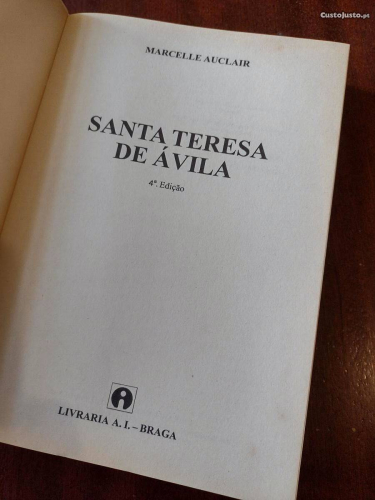 CustoJusto.pt
MARCELLE AUCLAIR
SANTA TERESA
DE ÁVILA
4ª. Edição
LIVRARIA A. I. – BRAGA